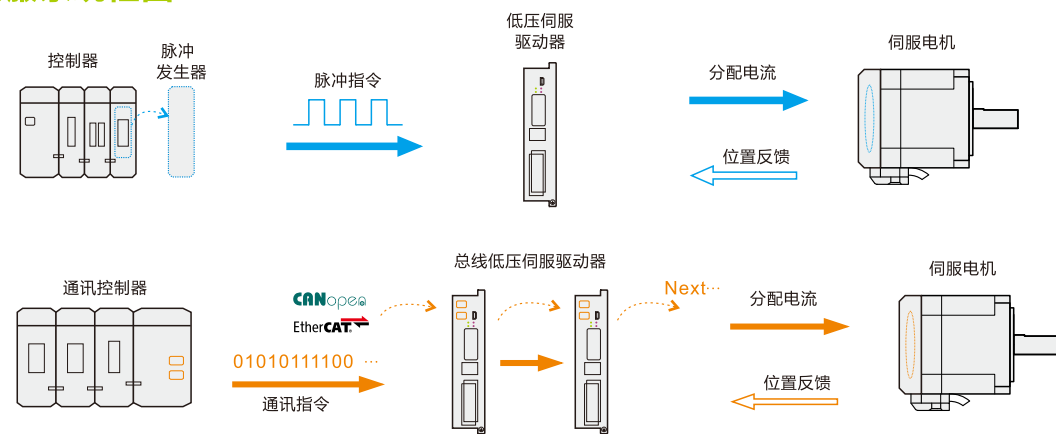 控制器
脉冲
发生器
脉冲指令
低压伺服
驱动器
分配电流
位置反馈
伺服电机
通讯控制器
CANopen
EtherCAT
01010111100 ···
通讯指令
总线低压伺服驱动器
Next···
分配电流
位置反馈
伺服电机